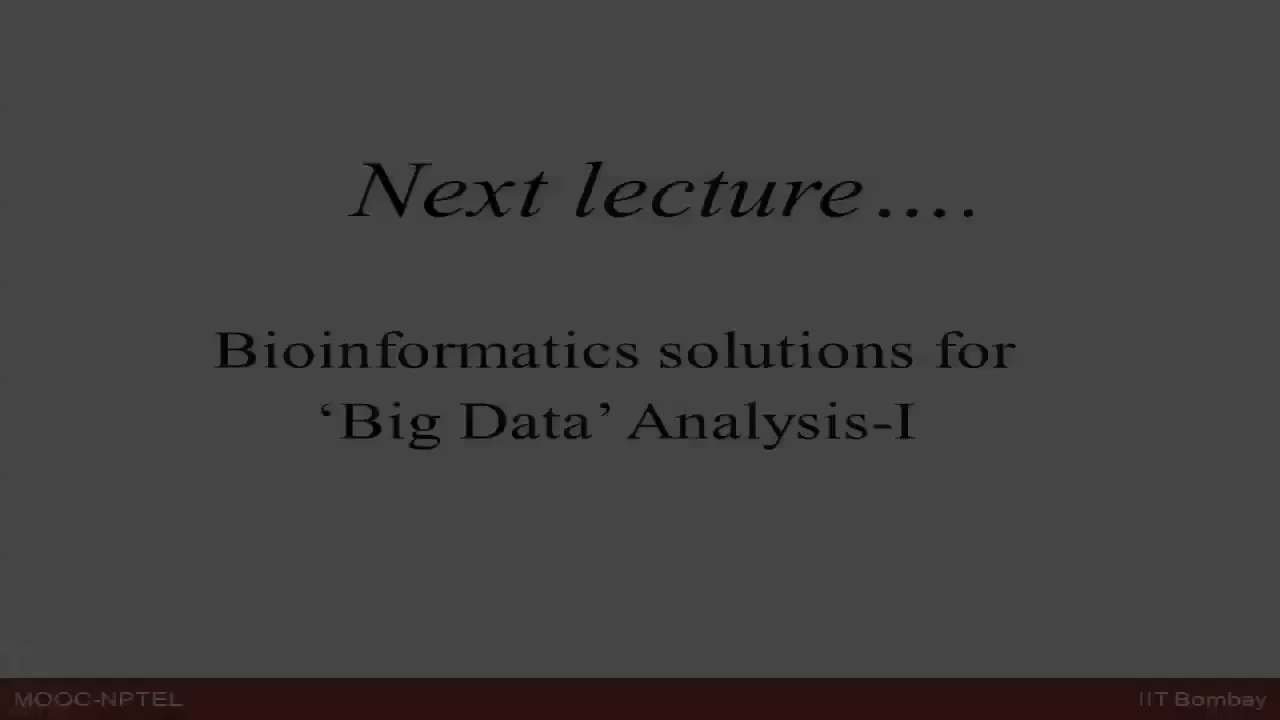 Next lecture....
Bioinformatics solutions for
‘Big Data’ Analysis-I
MOOC-NPTEL
IIT Bombay